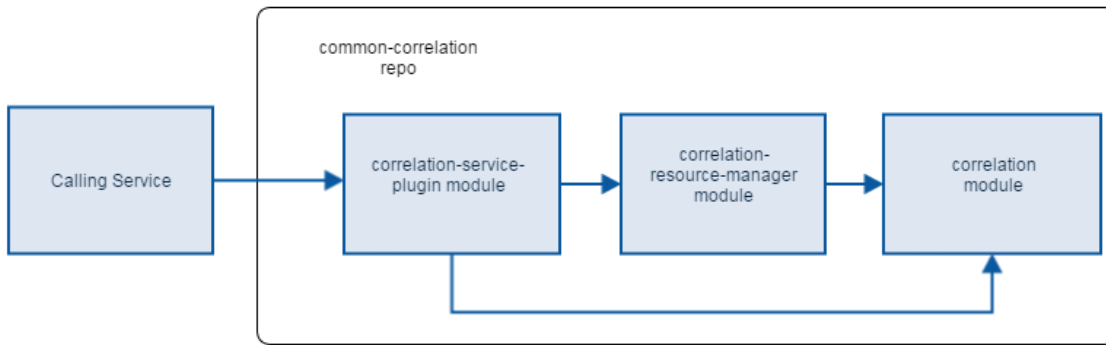 common-correlation
repo
Calling Service
correlation-service-
plugin module
correlation-
resource-manager
module
correlation
module